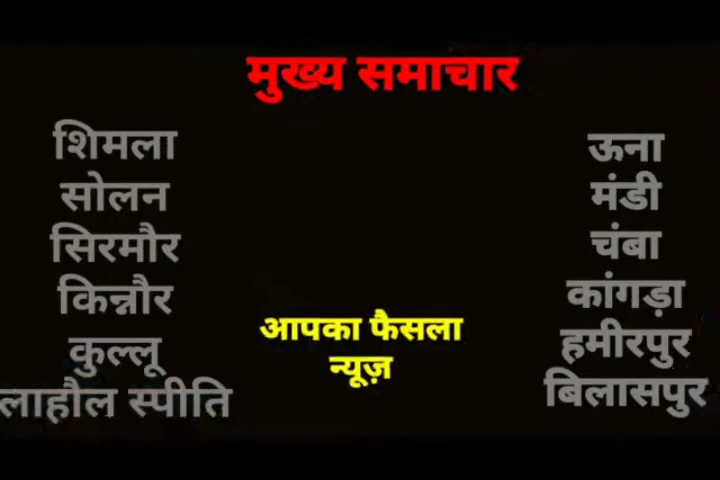 मुख्य समाचार
शिमला
सोलन
सिरमौर
किन्नौर
कुल्लू
लाहौल स्पीति
आपका फैसला
न्यूज़
ऊना
मंडी
चंबा
कांगड़ा
हमीरपुर
बिलासपुर